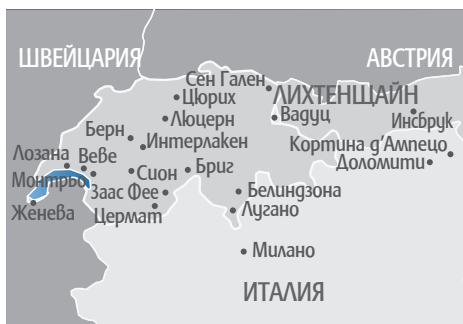 ШВЕЙЦАРИЯ
АВСТРИЯ
Сен Гален
Цюрих
ЛИХТЕНЩАЙН
Люцерн
Вадуц
Инсбрук
Берн
Интерлакен
Кортина д'Ампецо
Лозана
Веве
Доломити
Монтрьо
Сион
Бриг
Заас Фее
Белиндзона
Женева
Цермат
Лугано
Милано
ИТАЛИЯ